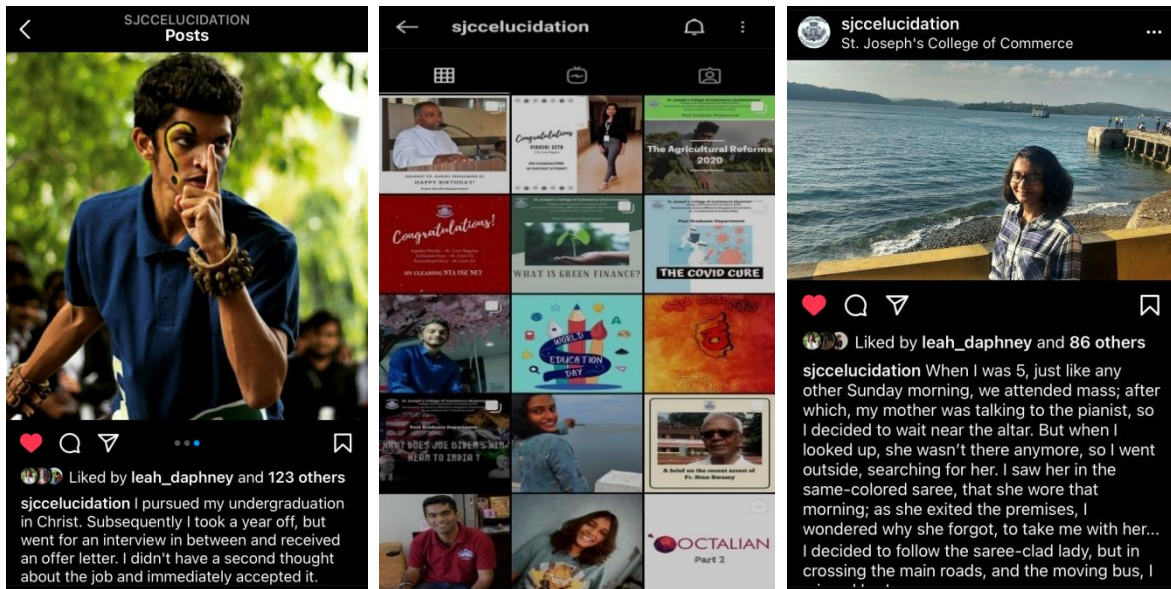 SJCCELUCIDATION
Posts
Liked by leah_daphney and 123 others
sjccelucidation I pursued my undergraduation
in Christ. Subsequently I took a year off, but
went for an interview in between and received
an offer letter. I didn't have a second thought
about the job and immediately accepted it.
sjccelucidation
HAPPY BIRTHDAY!
Congratulations
The Agricultural Reforms
2020
Congratulations!
ON CLEARING NTA UGC NET
WHAT IS GREEN FINANCE?
Post Graduate Department
THE COVID CURE
WORLD
EDUCATION
DAY
Post Graduate Department
WHAT DOES JOE BIDEN'S WIN
MEAN TO INDIA ?
A brief on the recent arrest of
Fr. Stan Swamy
OCTALIAN
Part 2
sjccelucidation
St. Joseph's College of Commerce
Liked by leah_daphney and 86 others
sjccelucidation When I was 5, just like any
other Sunday morning, we attended mass; after
which, my mother was talking to the pianist, so
I decided to wait near the altar. But when I
looked up, she wasn't there anymore, so I went
outside, searching for her. I saw her in the
same-colored saree, that she wore that
morning; as she exited the premises, I
wondered why she forgot, to take me with her...
I decided to follow the saree-clad lady, but in
crossing the main roads, and the moving bus, I